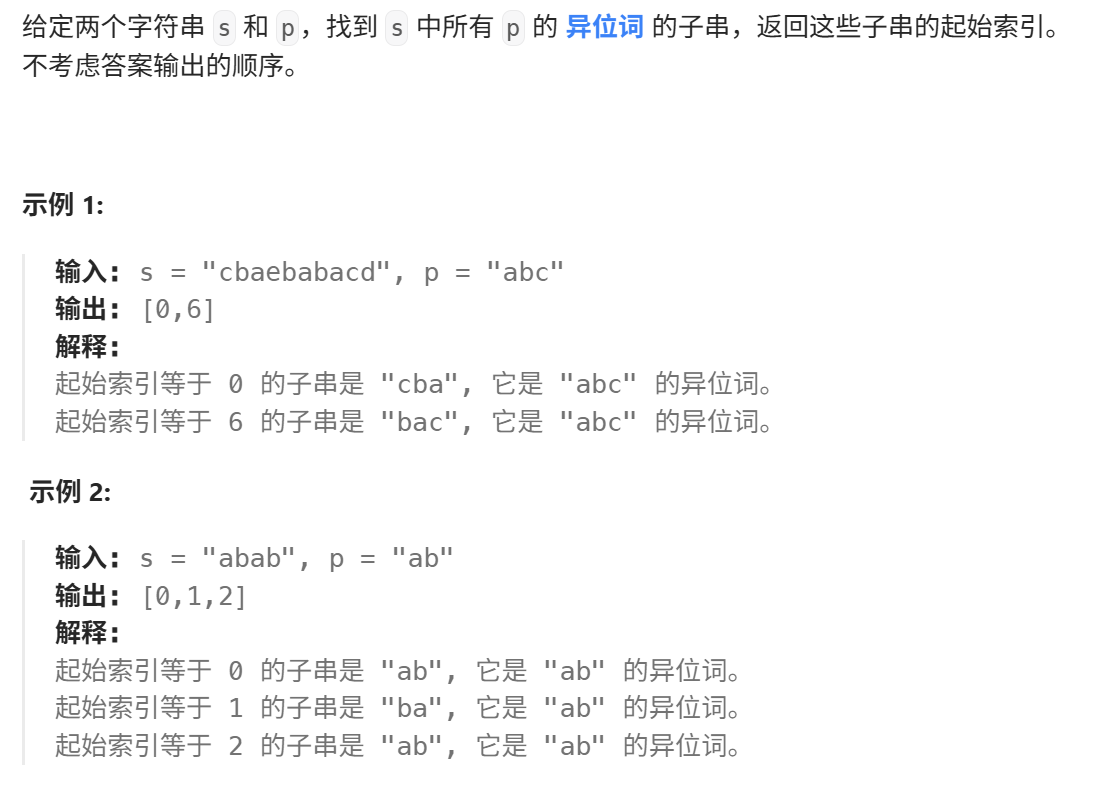 给定两个字符串 s 和 p，找到 s 中所有 p 的 异位词 的子串，返回这些子串的起始索引。
不考虑答案输出的顺序。
示例 1:
输入: s = "cbaebabacd", p = "abc"
输出: [0,6]
解释:
起始索引等于 0 的子串是 "cba", 它是 "abc" 的异位词。
起始索引等于 6 的子串是 "bac", 它是 "abc" 的异位词。
示例 2:
输入: s = "abab", p = "ab"
输出: [0,1,2]
解释:
起始索引等于 0 的子串是 "ab", 它是 "ab" 的异位词。
起始索引等于 1 的子串是 "ba", 它是 "ab" 的异位词。
起始索引等于 2 的子串是 "ab", 它是 "ab" 的异位词。